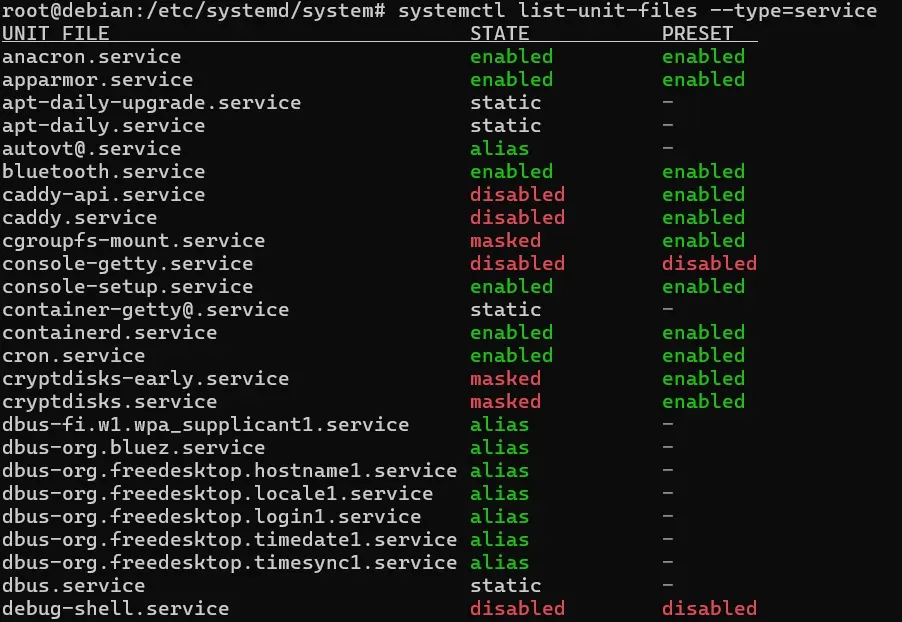 root@debian:/etc/systemd/system# systemctl list-unit-files --type=service
UNIT FILE STATE PRESET
anacron.service enabled enabled
apparmor.service enabled enabled
apt-daily-upgrade.service static -
apt-daily.service static -
autovt@.service alias -
bluetooth.service enabled enabled
caddy-api.service disabled enabled
caddy.service disabled enabled
cgroupfs-mount.service masked enabled
console-getty.service disabled disabled
console-setup.service enabled enabled
container-getty@.service static -
containerd.service enabled enabled
cron.service enabled enabled
cryptdisks-early.service masked enabled
cryptdisks.service masked enabled
dbus-fi.w1.wpa_supplicant1.service alias -
dbus-org.bluez.service alias -
dbus-org.freedesktop.hostname1.service alias -
dbus-org.freedesktop.locale1.service alias -
dbus-org.freedesktop.login1.service alias -
dbus-org.freedesktop.timedate1.service alias -
dbus-org.freedesktop.timesync1.service alias -
dbus.service static -
debug-shell.service disabled disabled